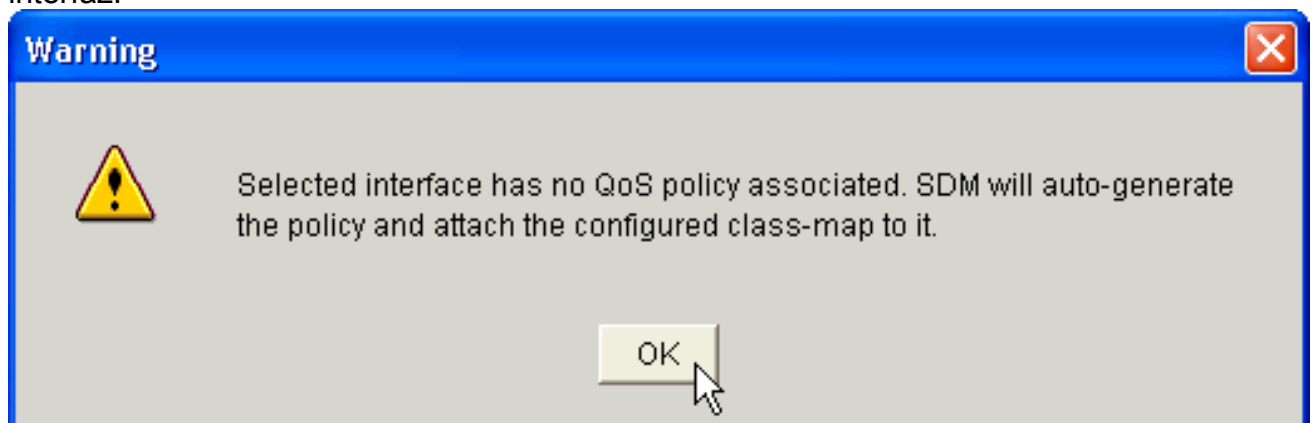 interfaz.
Warning
Selected interface has no QoS policy associated. SDM will auto-generate
the policy and attach the configured class-map to it.
OK